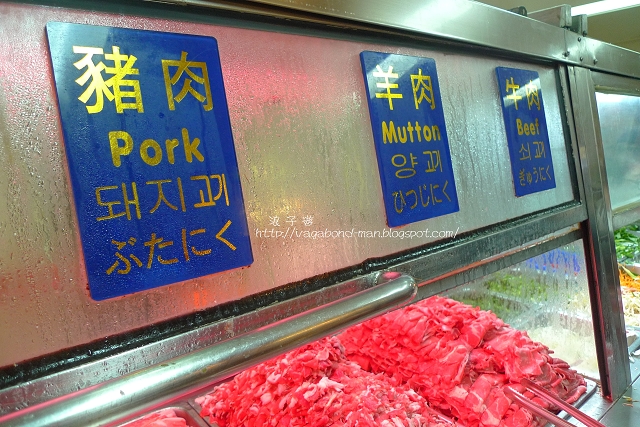 豬肉
Pork
돼지고기
ぶたにく
羊肉
Mutton
양고기
ひつじにく
牛肉
Beef
쇠고기
ぎゅうにく
浪子遊
http://vagabond-man.blogspot.com/